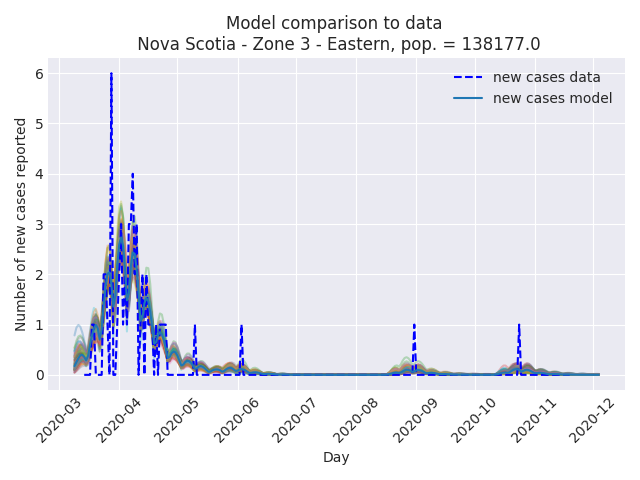 Model comparison to data
Nova Scotia - Zone 3 - Eastern, pop. = 138177.0
new cases data
new cases model
Number of new cases reported
6
5
4
3
2
1
0
2020-03
2020-04
2020-05
2020-06
2020-07
2020-08
2020-09
2020-10
2020-11
2020-12
Day